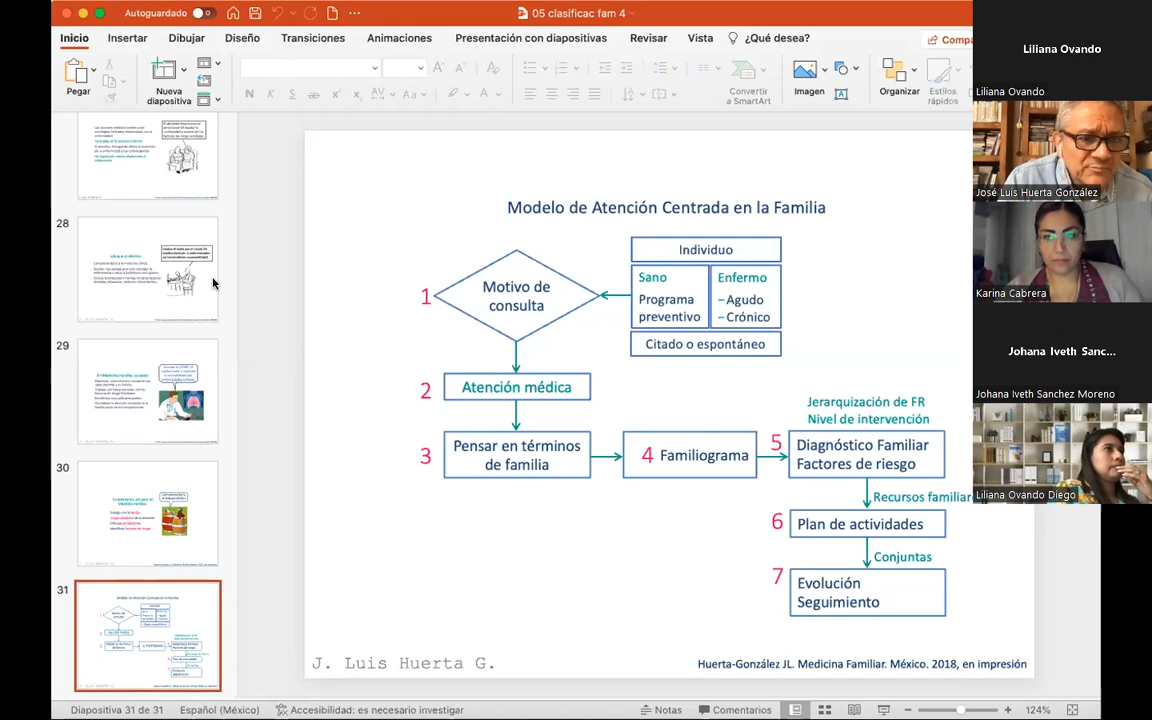 Autoguardado
05 clasificac fam 4
Inicio
Insertar
Dibujar
Diseño
Transiciones
Animaciones
Presentación con diapositivas
Revisar
Vista
¿Qué desea?
Compa
Pegar
Nueva
diapositiva
Convertir
a SmartArt
Imagen
Organizar
Estilos
rápidos
28
29
30
31
Modelo de Atención Centrada en la Familia
Individuo
Sano
Programa
preventivo
Enfermo
– Agudo
– Crónico
Citado o espontáneo
1
Motivo de
consulta
2
Atención médica
3
Pensar en términos
de familia
4 Familiograma
Jerarquización de FR
Nivel de intervención
5
Diagnóstico Familiar
Factores de riesgo
Recursos familiar
6
Plan de actividades
Conjuntas
7
Evolución
Seguimiento
J. Luis Huerta G.
Huerta-González JL. Medicina Familiar. México. 2018, en impresión
Liliana Ovando
Liliana Ovando
José Luis Huerta González
Karina Cabrera
Johana Iveth Sanc...
Johana Iveth Sanchez Moreno
Liliana Ovando Diego
Diapositiva 31 de 31
Español (México)
Accesibilidad: es necesario investigar
Notas
Comentarios
124%